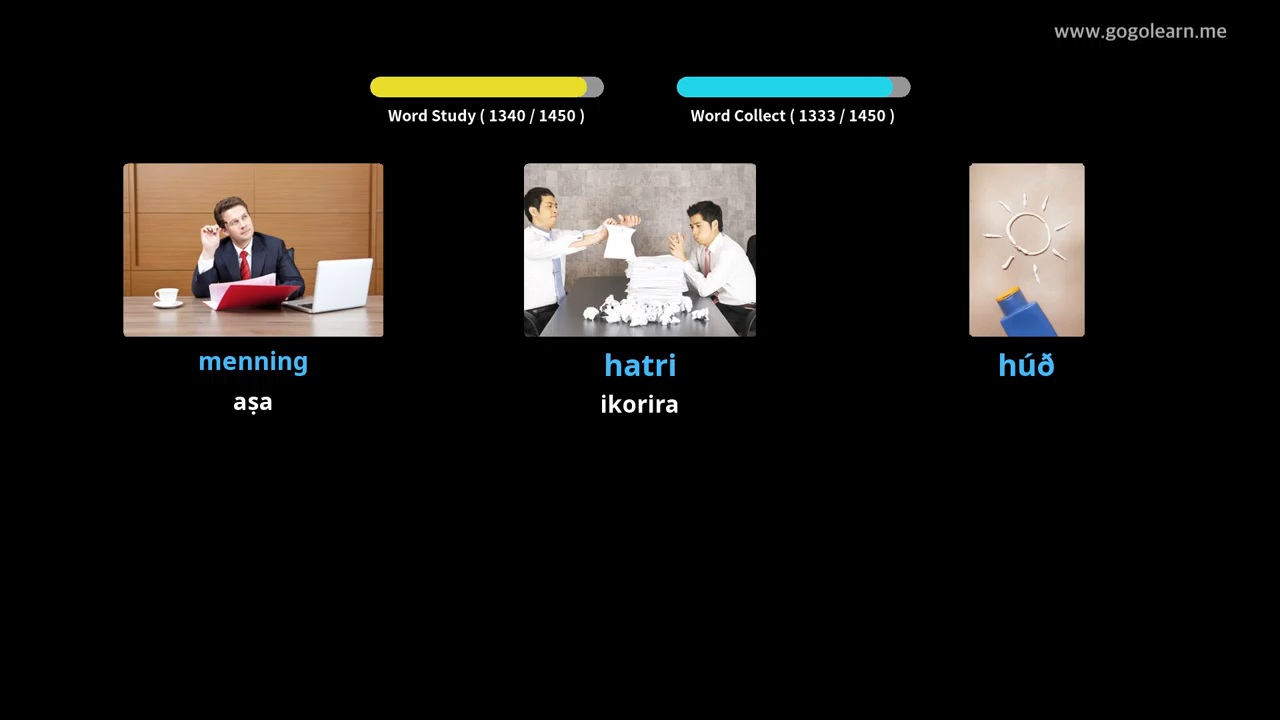 www.gogolearn.me
Word Study ( 1340 / 1450 )
Word Collect ( 1333 / 1450 )
menning
aṣa
hatri
ikorira
húð